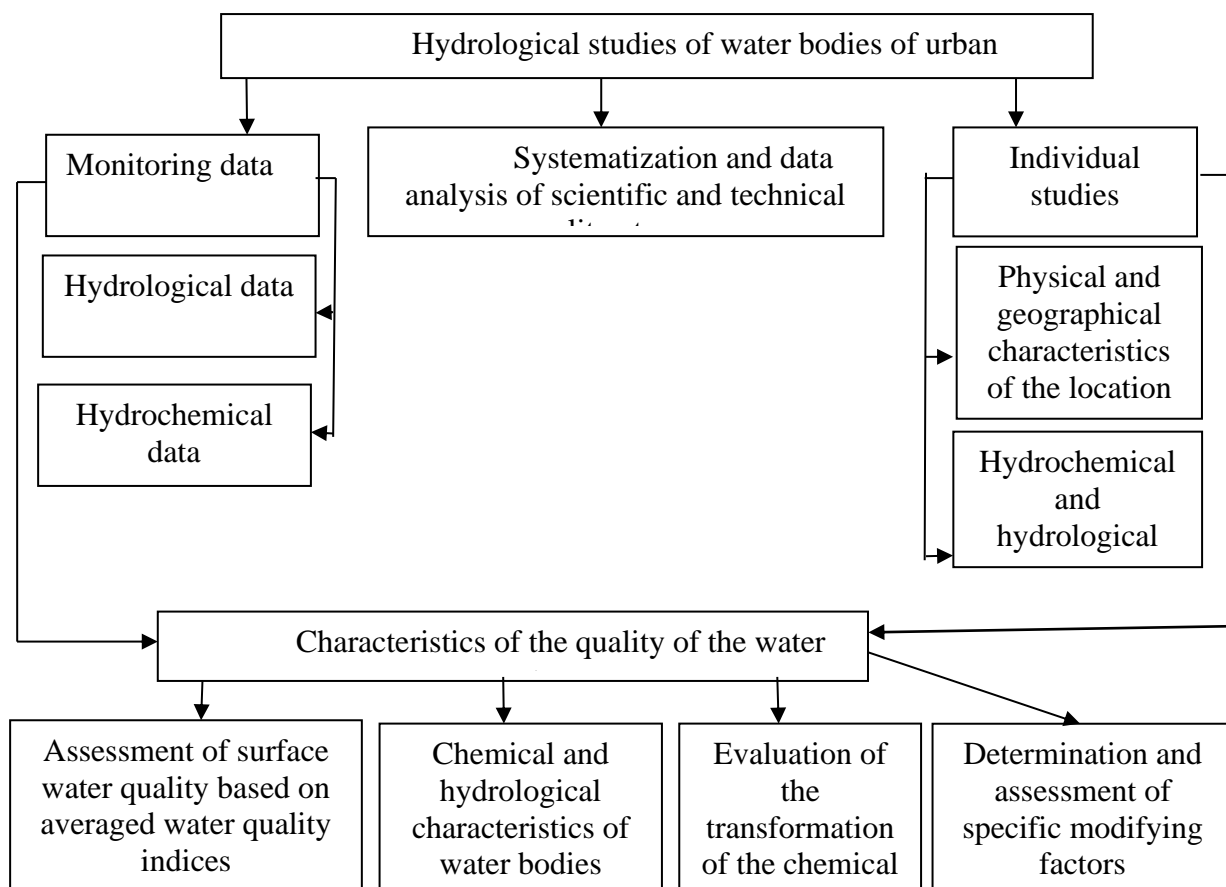 Hydrological studies of water bodies of urban
Monitoring data
Systematization and data
analysis of scientific and technical
Individual
studies
Hydrological data
Physical and
geographical
characteristics
of the location
Hydrochemical
data
Hydrochemical
and
hydrological
Characteristics of the quality of the water
Assessment of surface
water quality based on
averaged water quality
indices
Chemical and
hydrological
characteristics of
water bodies
Evaluation of
the
transformation
of the chemical
Determination and
assessment of
specific modifying
factors